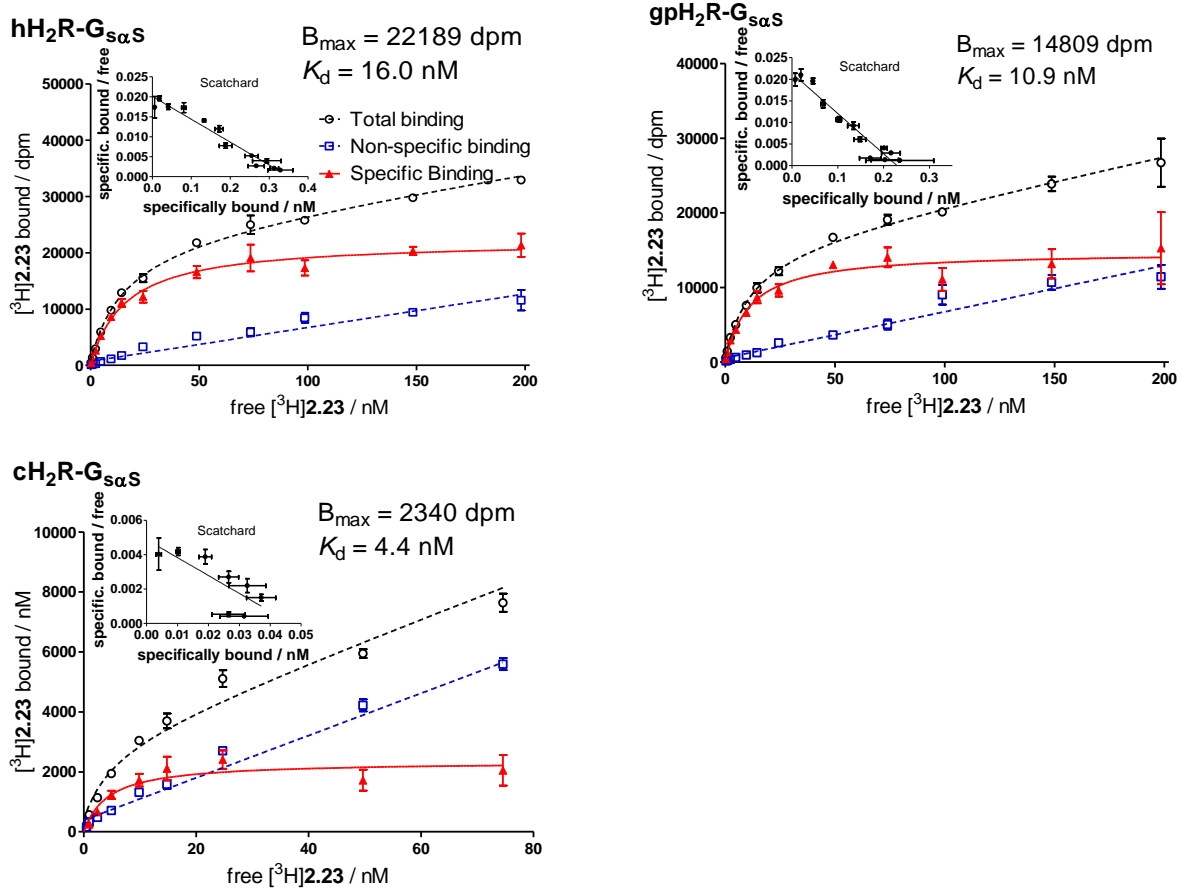 hH₂R-GsαS
Bmax = 22189 dpm
Kd = 16.0 nM
[³H]2.23 bound / dpm
50000
40000
30000
20000
10000
0
0 50 100 150 200
free [³H]2.23 / nM
specific. bound / free
0.025
0.020
0.015
0.010
0.005
0.000
Scatchard
0.0 0.1 0.2 0.3 0.4
specifically bound / nM
Total binding
Non-specific binding
Specific Binding
gpH₂R-GsαS
Bmax = 14809 dpm
Kd = 10.9 nM
[³H]2.23 bound / dpm
40000
30000
20000
10000
0
0 50 100 150 200
free [³H]2.23 / nM
specific. bound / free
0.025
0.020
0.015
0.010
0.005
0.000
Scatchard
0.0 0.1 0.2 0.3
specifically bound / nM
cH₂R-GsαS
Bmax = 2340 dpm
Kd = 4.4 nM
[³H]2.23 bound / nM
10000
8000
6000
4000
2000
0
0 20 40 60 80
free [³H]2.23 / nM
specific. bound / free
0.006
0.004
0.002
0.000
Scatchard
0.00 0.01 0.02 0.03 0.04 0.05
specifically bound / nM